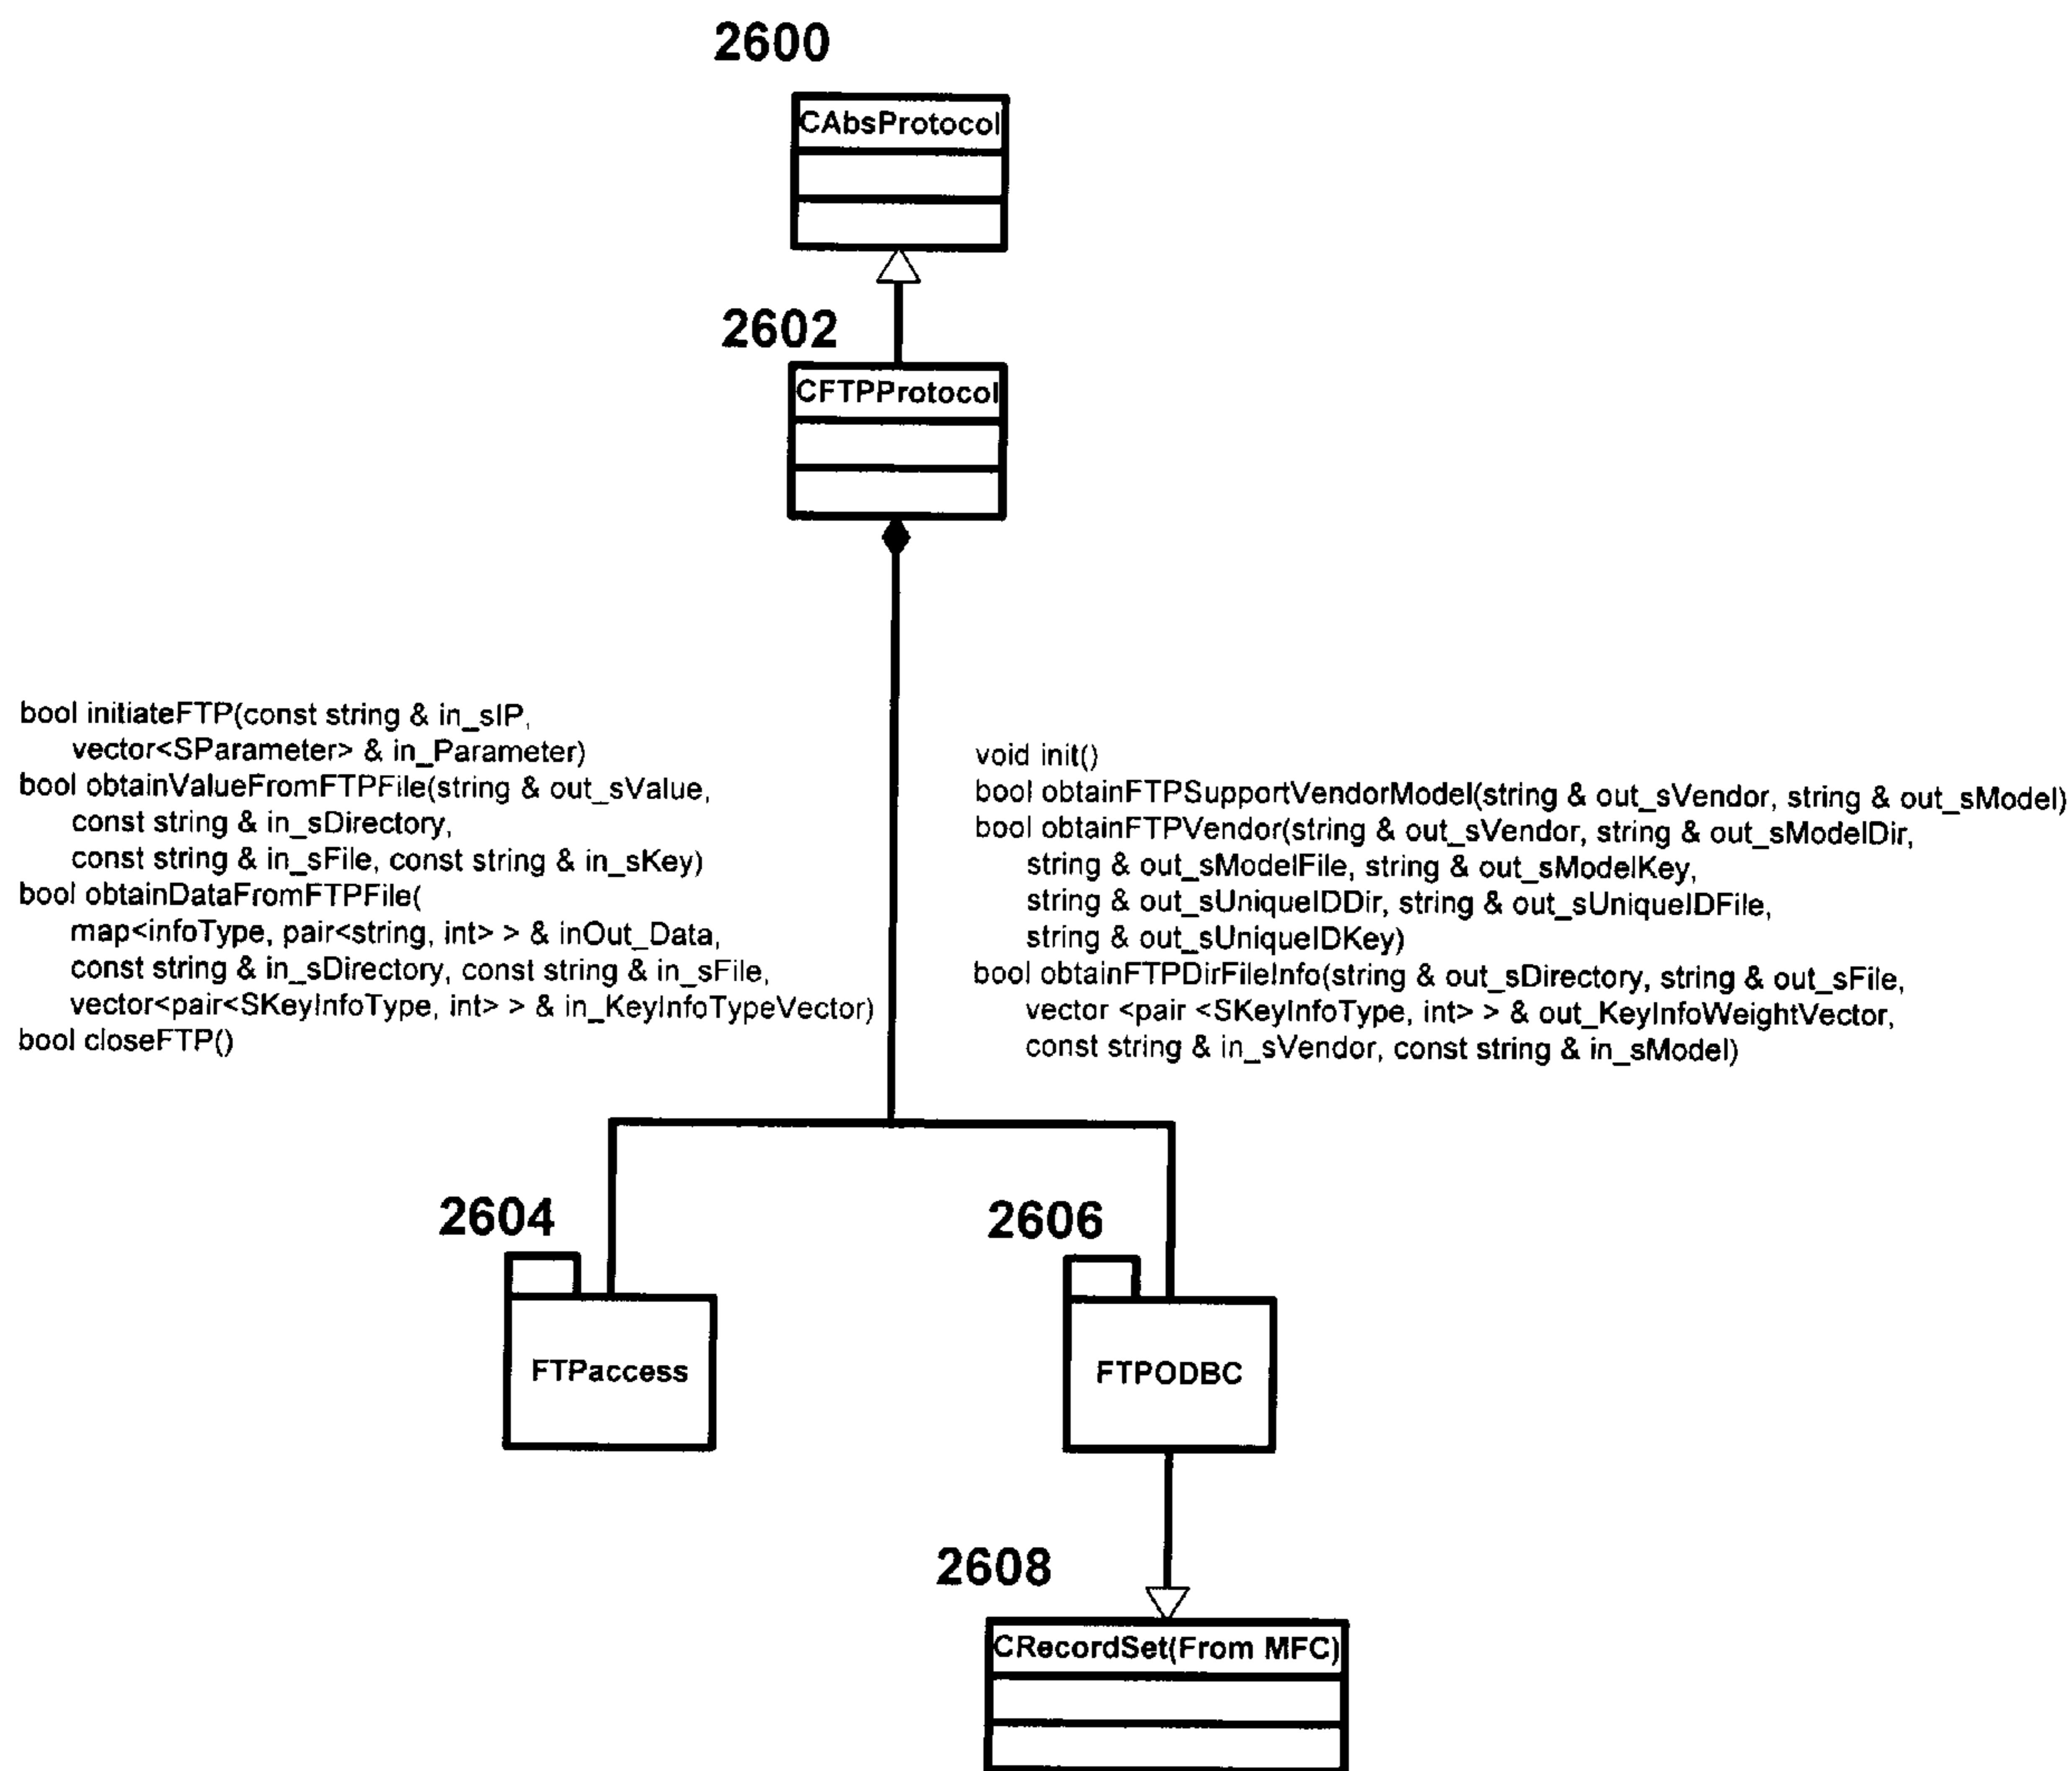 2600
CAbsProtocol
2602
CFTPProtocol
bool initiateFTP(const string & in_sIP,
vector<SParameter> & in_Parameter)
bool obtainValueFromFTPFile(string & out_sValue,
const string & in_sDirectory,
const string & in_sFile, const string & in_sKey)
bool obtainDataFromFTPFile(
map<infoType, pair<string, int> > & inOut_Data,
const string & in_sDirectory, const string & in_sFile,
vector<pair<SKeyInfoType, int> > & in_KeyInfoTypeVector)
bool closeFTP()
void init()
bool obtainFTPSupportVendorModel(string & out_sVendor, string & out_sModel)
bool obtainFTPVendor(string & out_sVendor, string & out_sModelDir,
string & out_sModelFile, string & out_sModelKey,
string & out_sUniqueIDDir, string & out_sUniqueIDFile,
string & out_sUniqueIDKey)
bool obtainFTPDirFileInfo(string & out_sDirectory, string & out_sFile,
vector <pair <SKeyInfoType, int> > & out_KeyInfoWeightVector,
const string & in_sVendor, const string & in_sModel)
2604
FTPaccess
2606
FTPODBC
2608
CRecordSet(From MFC)